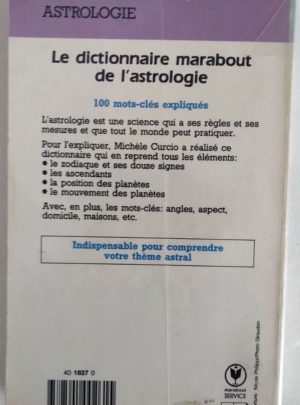 ASTROLOGIE
Le dictionnaire marabout
de l'astrologie
100 mots-clés expliqués
L'astrologie est une science qui a ses règles et ses
mesures et que tout le monde peut pratiquer.
Pour l'expliquer, Michèle Curcio a réalisé ce
dictionnaire qui en reprend tous les éléments:
• le zodiaque et ses douze signes
• les ascendants
• la position des planètes
• le mouvement des planètes
Avec, en plus, les mots-clés: angles, aspect,
domicile, maisons, etc.
Indispensable pour comprendre
votre thème astral
40 1837 0
marabout
SERVICE
Nicole Philipps/Photo Giraudon